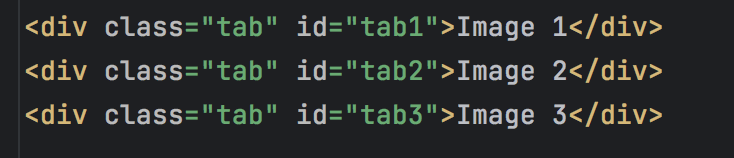 <div class="tab" id="tab1">Image 1</div>
<div class="tab" id="tab2">Image 2</div>
<div class="tab" id="tab3">Image 3</div>